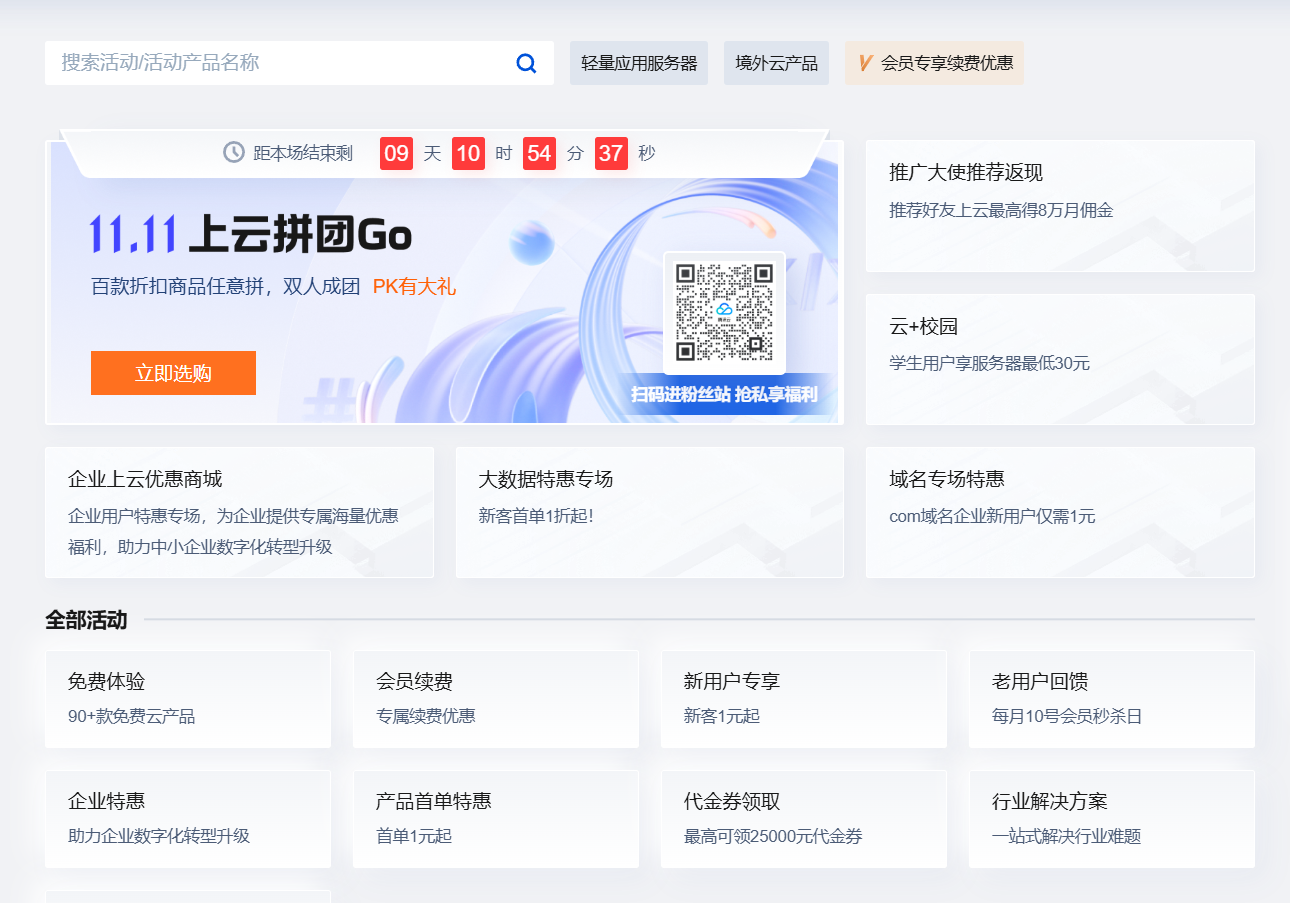 搜索活动/活动产品名称
轻量应用服务器
境外云产品
会员专享续费优惠
距本场结束剩 09 天 10 时 54 分 37 秒
11.11 上云拼团Go
百款折扣商品任意拼，双人成团 PK有大礼
立即选购
腾讯云
扫码进粉丝站 抢私享福利
推广大使推荐返现
推荐好友上云最高得8万月佣金
云+校园
学生用户享服务器最低30元
企业上云优惠商城
企业用户特惠专场，为企业提供专属海量优惠
福利，助力中小企业数字化转型升级
大数据特惠专场
新客首单1折起！
域名专场特惠
com域名企业新用户仅需1元
全部活动
免费体验
90+款免费云产品
会员续费
专属续费优惠
新用户专享
新客1元起
老用户回馈
每月10号会员秒杀日
企业特惠
助力企业数字化转型升级
产品首单特惠
首单1元起
代金券领取
最高可领25000元代金券
行业解决方案
一站式解决行业难题